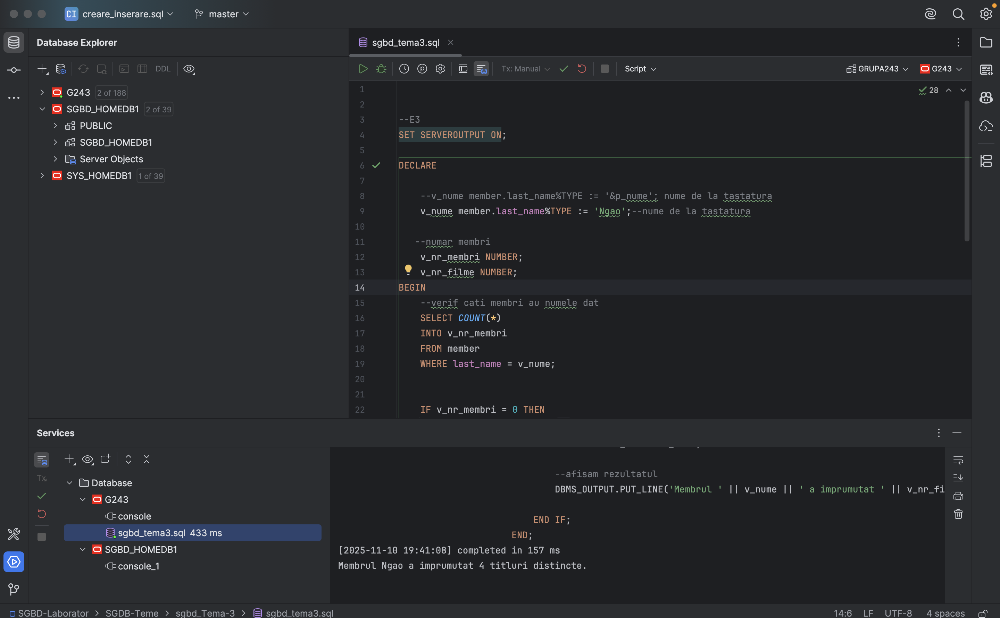 CI creare_inserare.sql master
Database Explorer
sgbd_tema3.sql
DDL
Tx: Manual Script GRUPA243 G243
G243 2 of 188
SGBD_HOMEDB1 2 of 39
PUBLIC
SGBD_HOMEDB1
Server Objects
SYS_HOMEDB1 1 of 39
28
1
2
3 --E3
4 SET SERVEROUTPUT ON;
5
6 DECLARE
7
8 --v_nume member.last_name%TYPE := '&p_nume'; nume de la tastatura
9 v_nume member.last_name%TYPE := 'Ngao';--nume de la tastatura
10
11 --numar membri
12 v_nr_membri NUMBER;
13 v_nr_filme NUMBER;
14 BEGIN
15 --verif cati membri au numele dat
16 SELECT COUNT(*)
17 INTO v_nr_membri
18 FROM member
19 WHERE last_name = v_nume;
20
21
22 IF v_nr_membri = 0 THEN
Services
Tx
Database
G243
console
sgbd_tema3.sql 433 ms
SGBD_HOMEDB1
console_1
--afisam rezultatul
DBMS_OUTPUT.PUT_LINE('Membrul ' || v_nume || ' a imprumutat ' || v_nr_fi
END IF;
END;
[2025-11-10 19:41:08] completed in 157 ms
Membrul Ngao a imprumutat 4 titluri distincte.
SGBD-Laborator > SGDB-Teme > sgbd_Tema-3 > sgbd_tema3.sql
14:6 LF UTF-8 4 spaces